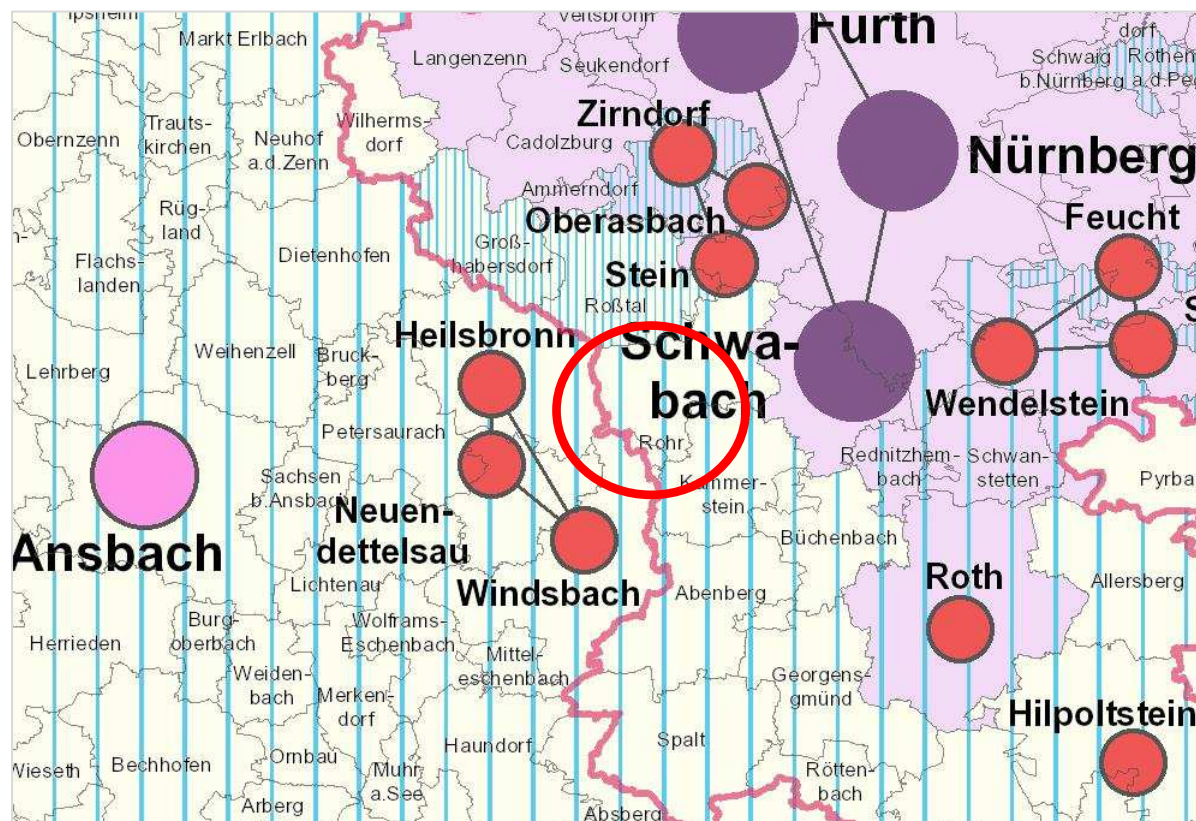 Markt Erlbach
Langenzenn
Seukendorf
Fürth
dorf
Schwaig
b.Nürnberg
Röthen-
a.d.Peg
Obernzenn
Trauts-
kirchen
Neuhof
a.d.Zenn
Wilherms-
dorf
Zirndorf
Cadolzburg
Nürnberg
Ammerndorf
Rüg-
land
Oberasbach
Feucht
Flachs-
landen
Dietenhofen
Groß-
habersdorf
Stein
Roßtal
Heilsbronn
Schwa-
bach
Lehrberg
Weihenzell
Bruck-
berg
Wendelstein
Petersaurach
Rohr
Rednitzhem-
bach
Schwan-
stetten
Pyrba
Sachsen
b.Ansbach
Kammer-
stein
Neuen-
dettelsau
Ansbach
Büchenbach
Lichtenau
Windsbach
Abenberg
Roth
Allersberg
Herrieden
Burg-
oberbach
Wolframs-
Eschenbach
Mittel-
eschenbach
Weiden-
bach
Merken-
dorf
Georgens-
gmünd
Hilpoltstein
Wieseth
Bechhofen
Ornbau
Muhr
a.See
Haundorf
Spalt
Rötten-
bach
Arberg
Absberg